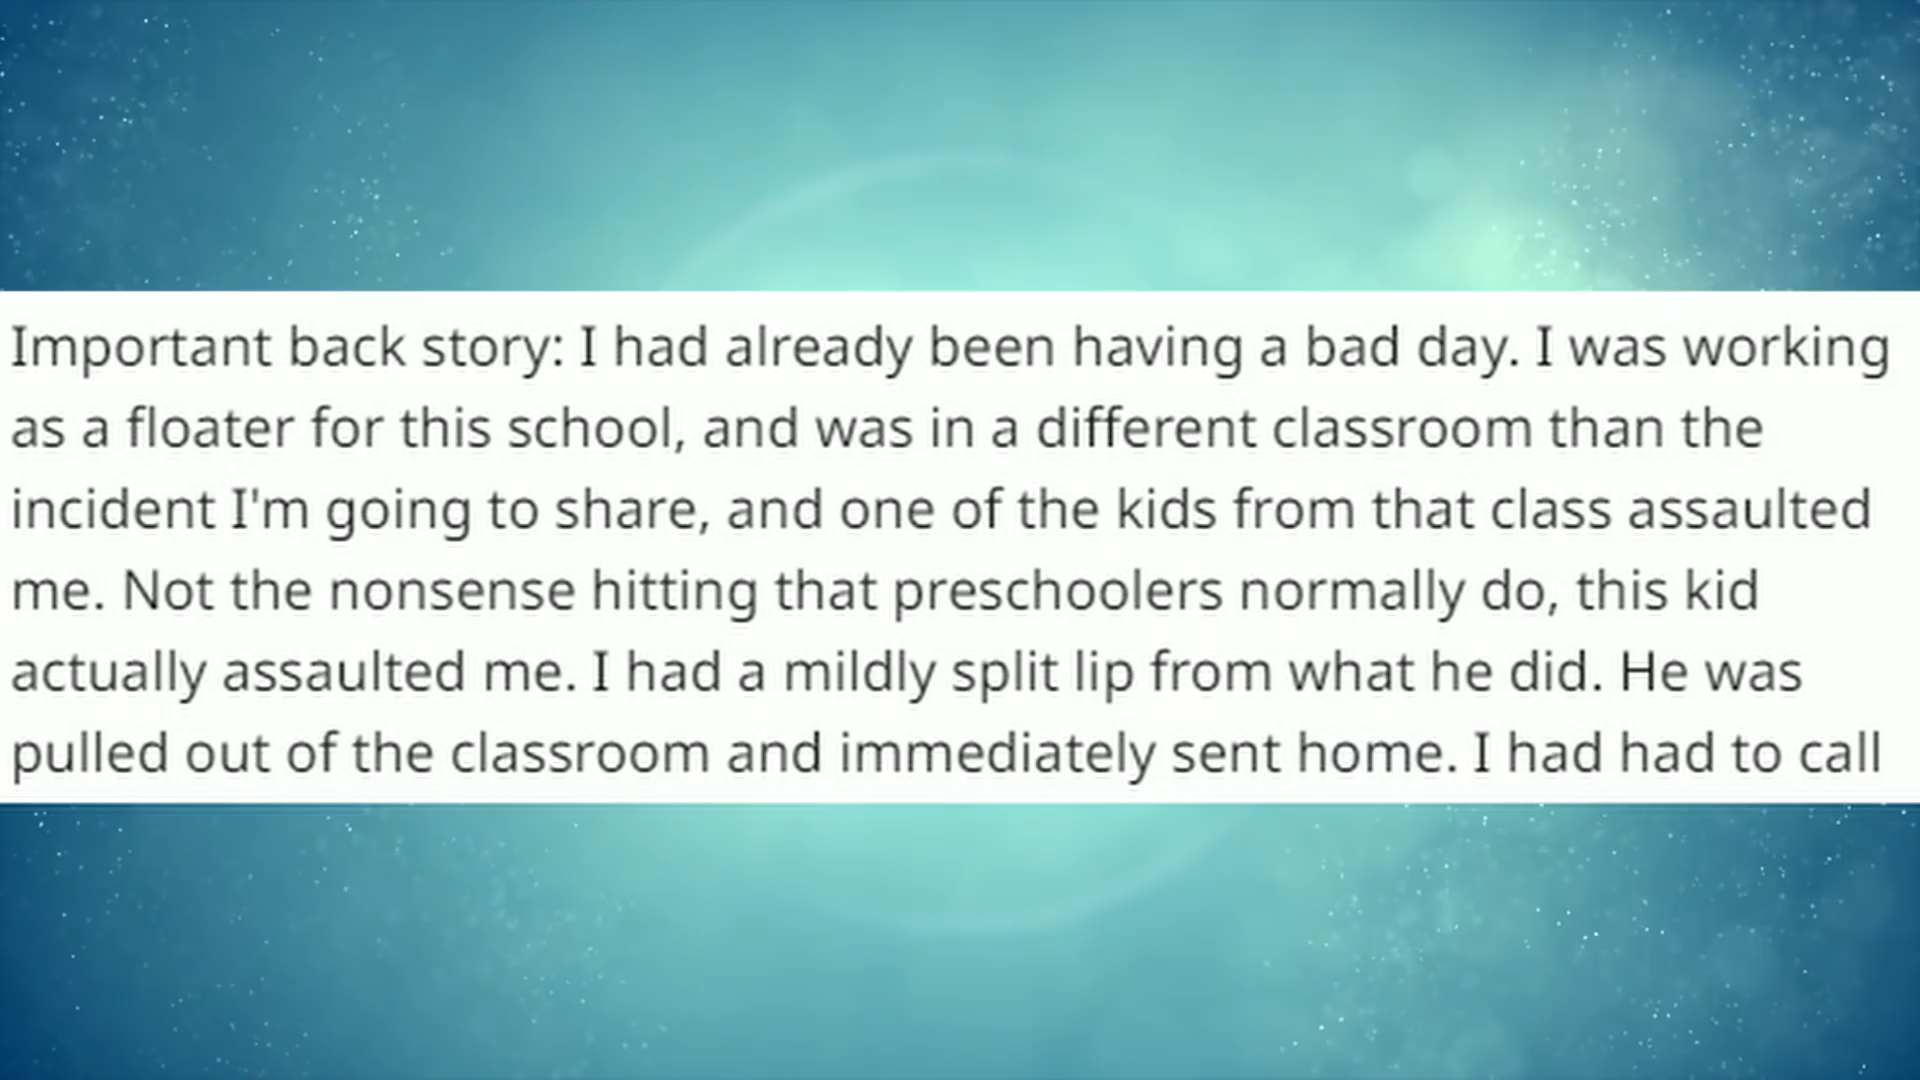 Important back story: I had already been having a bad day. I was working
as a floater for this school, and was in a different classroom than the
incident I'm going to share, and one of the kids from that class assaulted
me. Not the nonsense hitting that preschoolers normally do, this kid
actually assaulted me. I had a mildly split lip from what he did. He was
pulled out of the classroom and immediately sent home. I had had to call